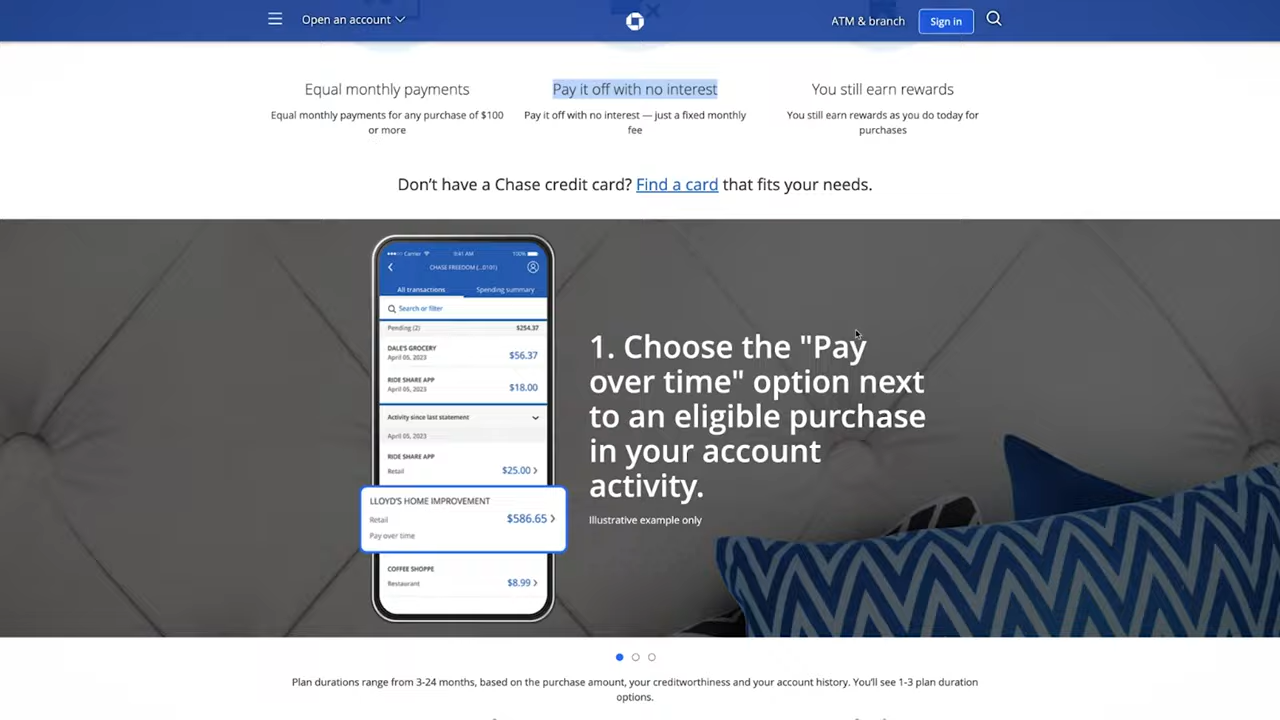 Open an account
ATM & branch
Sign in
Equal monthly payments
Equal monthly payments for any purchase of $100
or more
Pay it off with no interest
Pay it off with no interest — just a fixed monthly
fee
You still earn rewards
You still earn rewards as you do today for
purchases
Don’t have a Chase credit card? Find a card that fits your needs.
Carrier
9:41 AM
100%
CHASE FREEDOM (...0101)
All transactions
Spending summary
Search or filter
Pending (2)
$254.37
DALE'S GROCERY
April 05, 2023
$56.37
RIDE SHARE APP
April 05, 2023
$18.00
Activity since last statement
April 05, 2023
RIDE SHARE APP
Retail
$25.00
LLOYD'S HOME IMPROVEMENT
Retail
$586.65
Pay over time
COFFEE SHOPPE
Restaurant
$8.99
1. Choose the "Pay
over time" option next
to an eligible purchase
in your account
activity.
Illustrative example only
Plan durations range from 3-24 months, based on the purchase amount, your creditworthiness and your account history. You’ll see 1-3 plan duration
options.